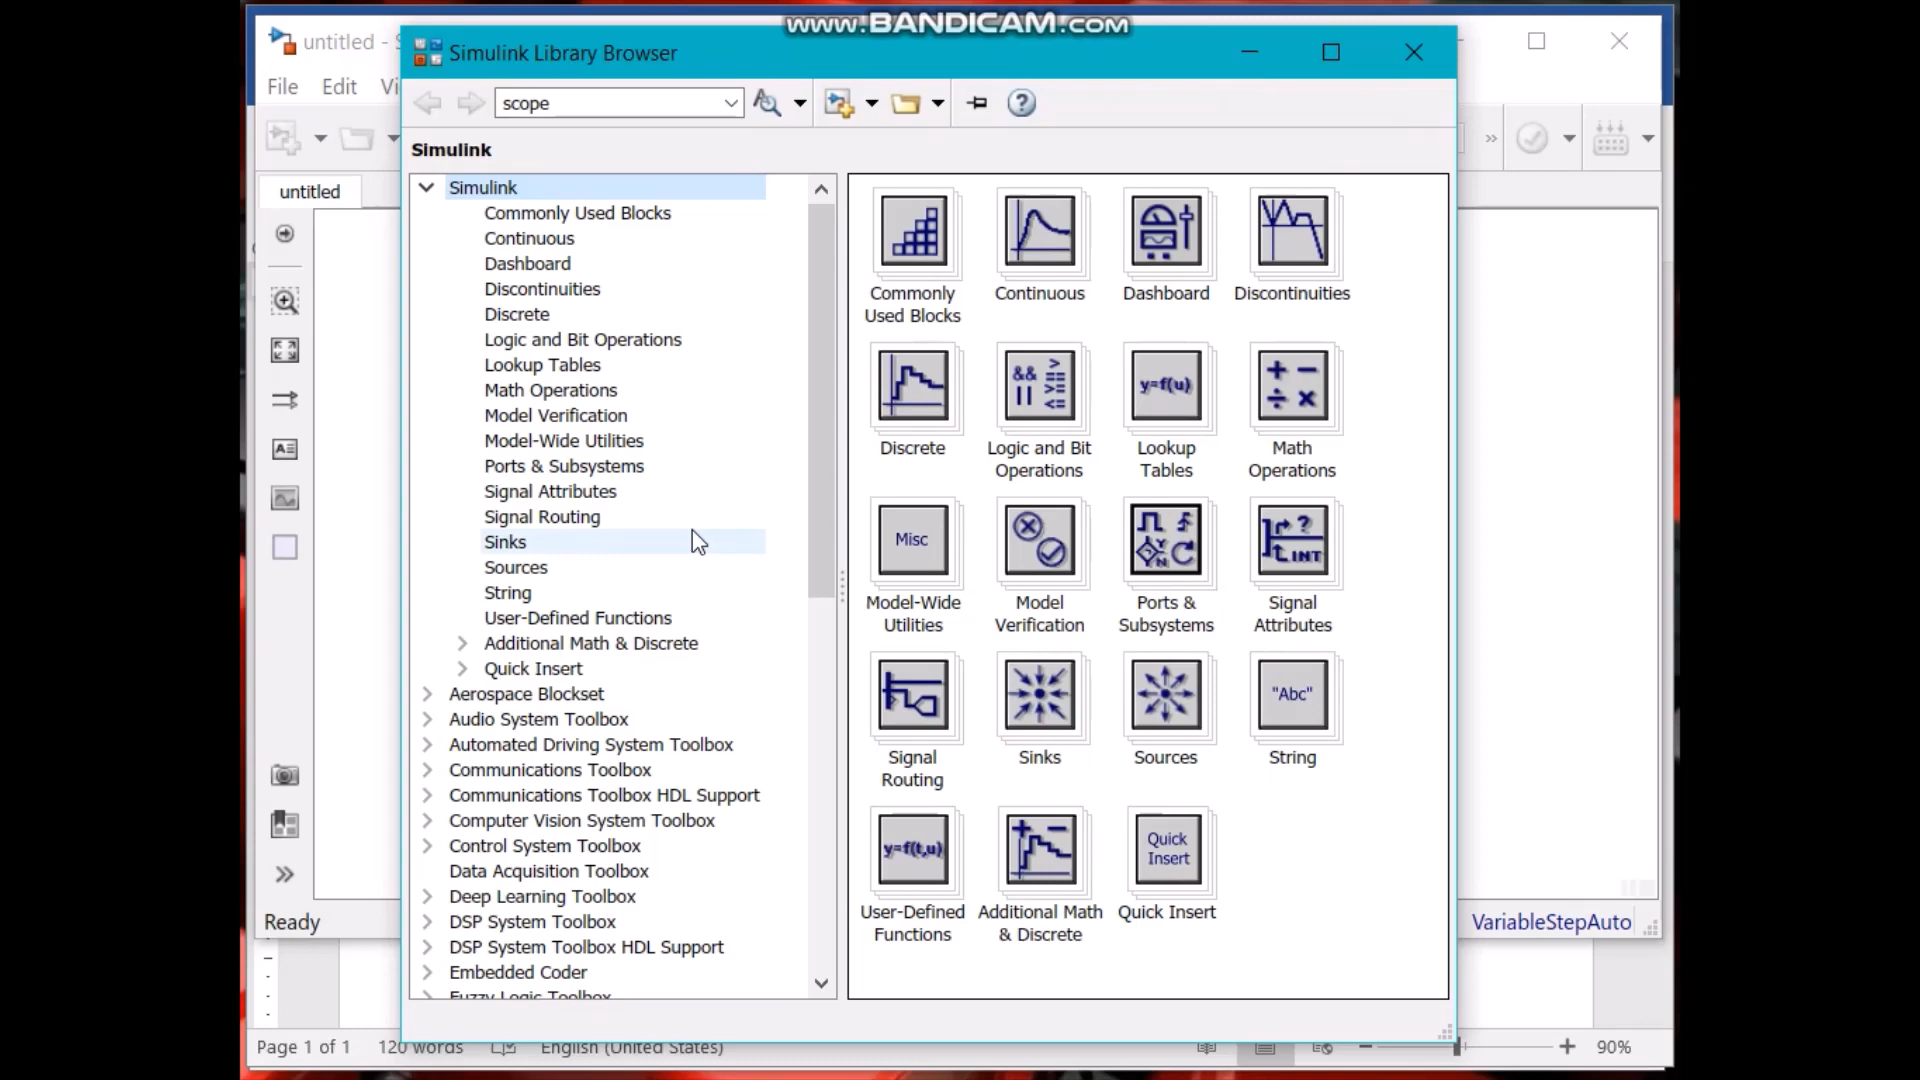 www.BANDICAM.com
untitled - S
Simulink Library Browser
File Edit Vi
scope
Simulink
untitled
Simulink
Commonly Used Blocks
Continuous
Dashboard
Discontinuities
Discrete
Logic and Bit Operations
Lookup Tables
Math Operations
Model Verification
Model-Wide Utilities
Ports & Subsystems
Signal Attributes
Signal Routing
Sinks
Sources
String
User-Defined Functions
Additional Math & Discrete
Quick Insert
Aerospace Blockset
Audio System Toolbox
Automated Driving System Toolbox
Communications Toolbox
Communications Toolbox HDL Support
Computer Vision System Toolbox
Control System Toolbox
Data Acquisition Toolbox
Deep Learning Toolbox
DSP System Toolbox
DSP System Toolbox HDL Support
Embedded Coder
Fuzzy Logic Toolbox
Commonly
Used Blocks
Continuous
Dashboard
Discontinuities
Discrete
&& > == || >= <=
Logic and Bit
Operations
y=f(u)
Lookup
Tables
+ − ÷ ×
Math
Operations
Misc
Model-Wide
Utilities
Model
Verification
Y N
Ports &
Subsystems
? INT
Signal
Attributes
Signal
Routing
Sinks
Sources
"Abc"
String
y=f(t,u)
User-Defined
Functions
+ −
Additional Math
& Discrete
Quick
Insert
Quick Insert
Ready
VariableStepAuto
Page 1 of 1 120 words English (United States) 90%